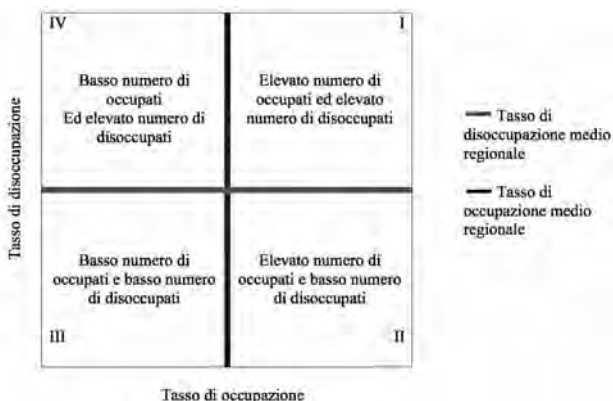 IV
I
Basso numero di
occupati
Ed elevato numero di
disoccupati
Elevato numero di
occupati ed elevato
numero di disoccupati
Basso numero di
occupati e basso numero
di disoccupati
Elevato numero di
occupati e basso numero
di disoccupati
III
II
Tasso di disoccupazione
Tasso di occupazione
Tasso di
disoccupazione medio
regionale
Tasso di
occupazione medio
regionale